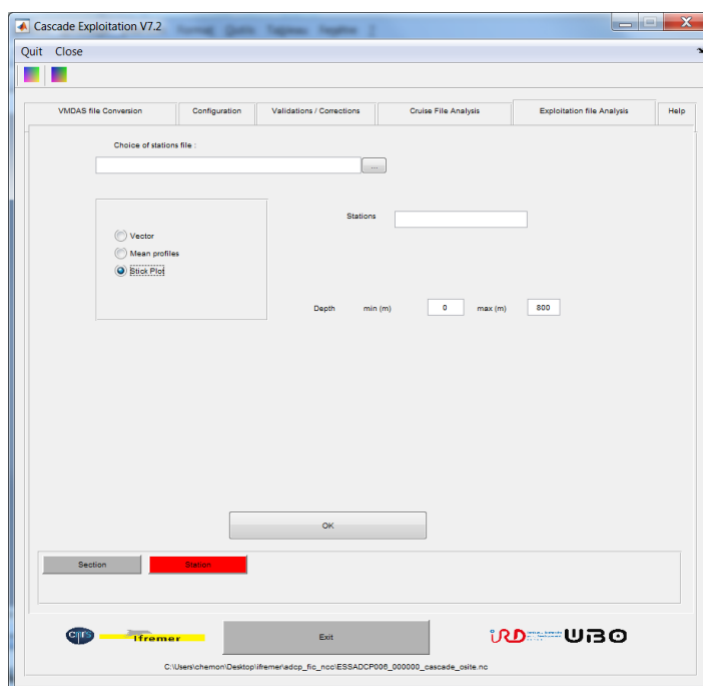 Cascade Exploitation V7.2
Quit Close
VMDAS file Conversion Configuration Validations / Corrections Cruise File Analysis Exploitation file Analysis Help
Choice of stations file :
...
Stations
Vector
Mean profiles
Stick Plot
Depth min (m) 0 max (m) 800
OK
Section Station
cnrs Ifremer Exit IRD UBO
C:\Users\chemon\Desktop\ifremer\adcp_fic_ncc\ESSADCP006_000000_cascade_osite.nc